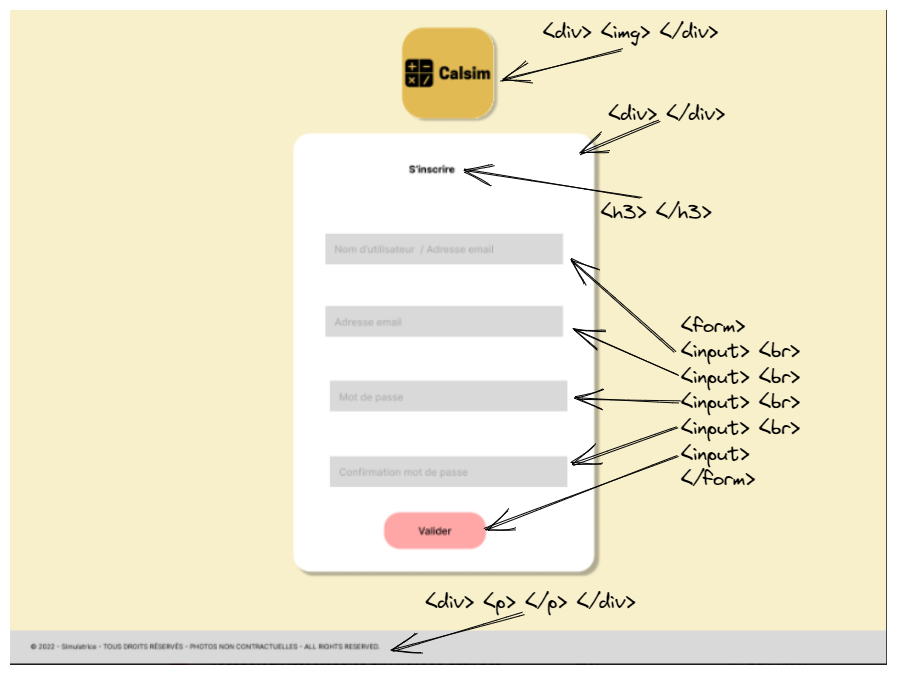 <div> <img> </div>
Calsim
<div> </div>
S'inscrire
<h3> </h3>
Nom d'utilisateur / Adresse email
Adresse email
<form>
<input> <br>
<input> <br>
Mot de passe
<input> <br>
<input> <br>
<input>
Confirmation mot de passe
</form>
Valider
<div> <p> </p> </div>
© 2022 - Simulatrice - TOUS DROITS RÉSERVÉS - PHOTOS NON CONTRACTUELLES - ALL RIGHTS RESERVED.